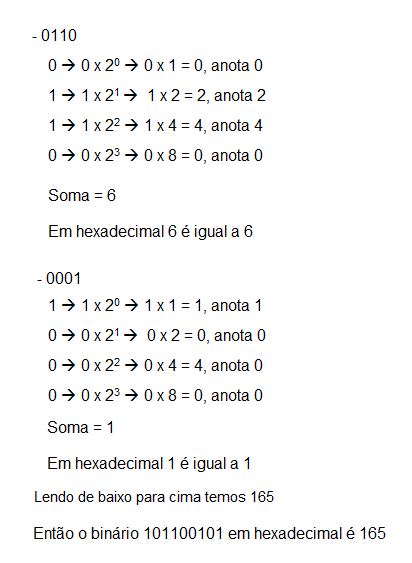 - 0110
0 → 0 x 2⁰ → 0 x 1 = 0, anota 0
1 → 1 x 2¹ → 1 x 2 = 2, anota 2
1 → 1 x 2² → 1 x 4 = 4, anota 4
0 → 0 x 2³ → 0 x 8 = 0, anota 0
Soma = 6
Em hexadecimal 6 é igual a 6
- 0001
1 → 1 x 2⁰ → 1 x 1 = 1, anota 1
0 → 0 x 2¹ → 0 x 2 = 0, anota 0
0 → 0 x 2² → 0 x 4 = 4, anota 0
0 → 0 x 2³ → 0 x 8 = 0, anota 0
Soma = 1
Em hexadecimal 1 é igual a 1
Lendo de baixo para cima temos 165
Então o binário 101100101 em hexadecimal é 165